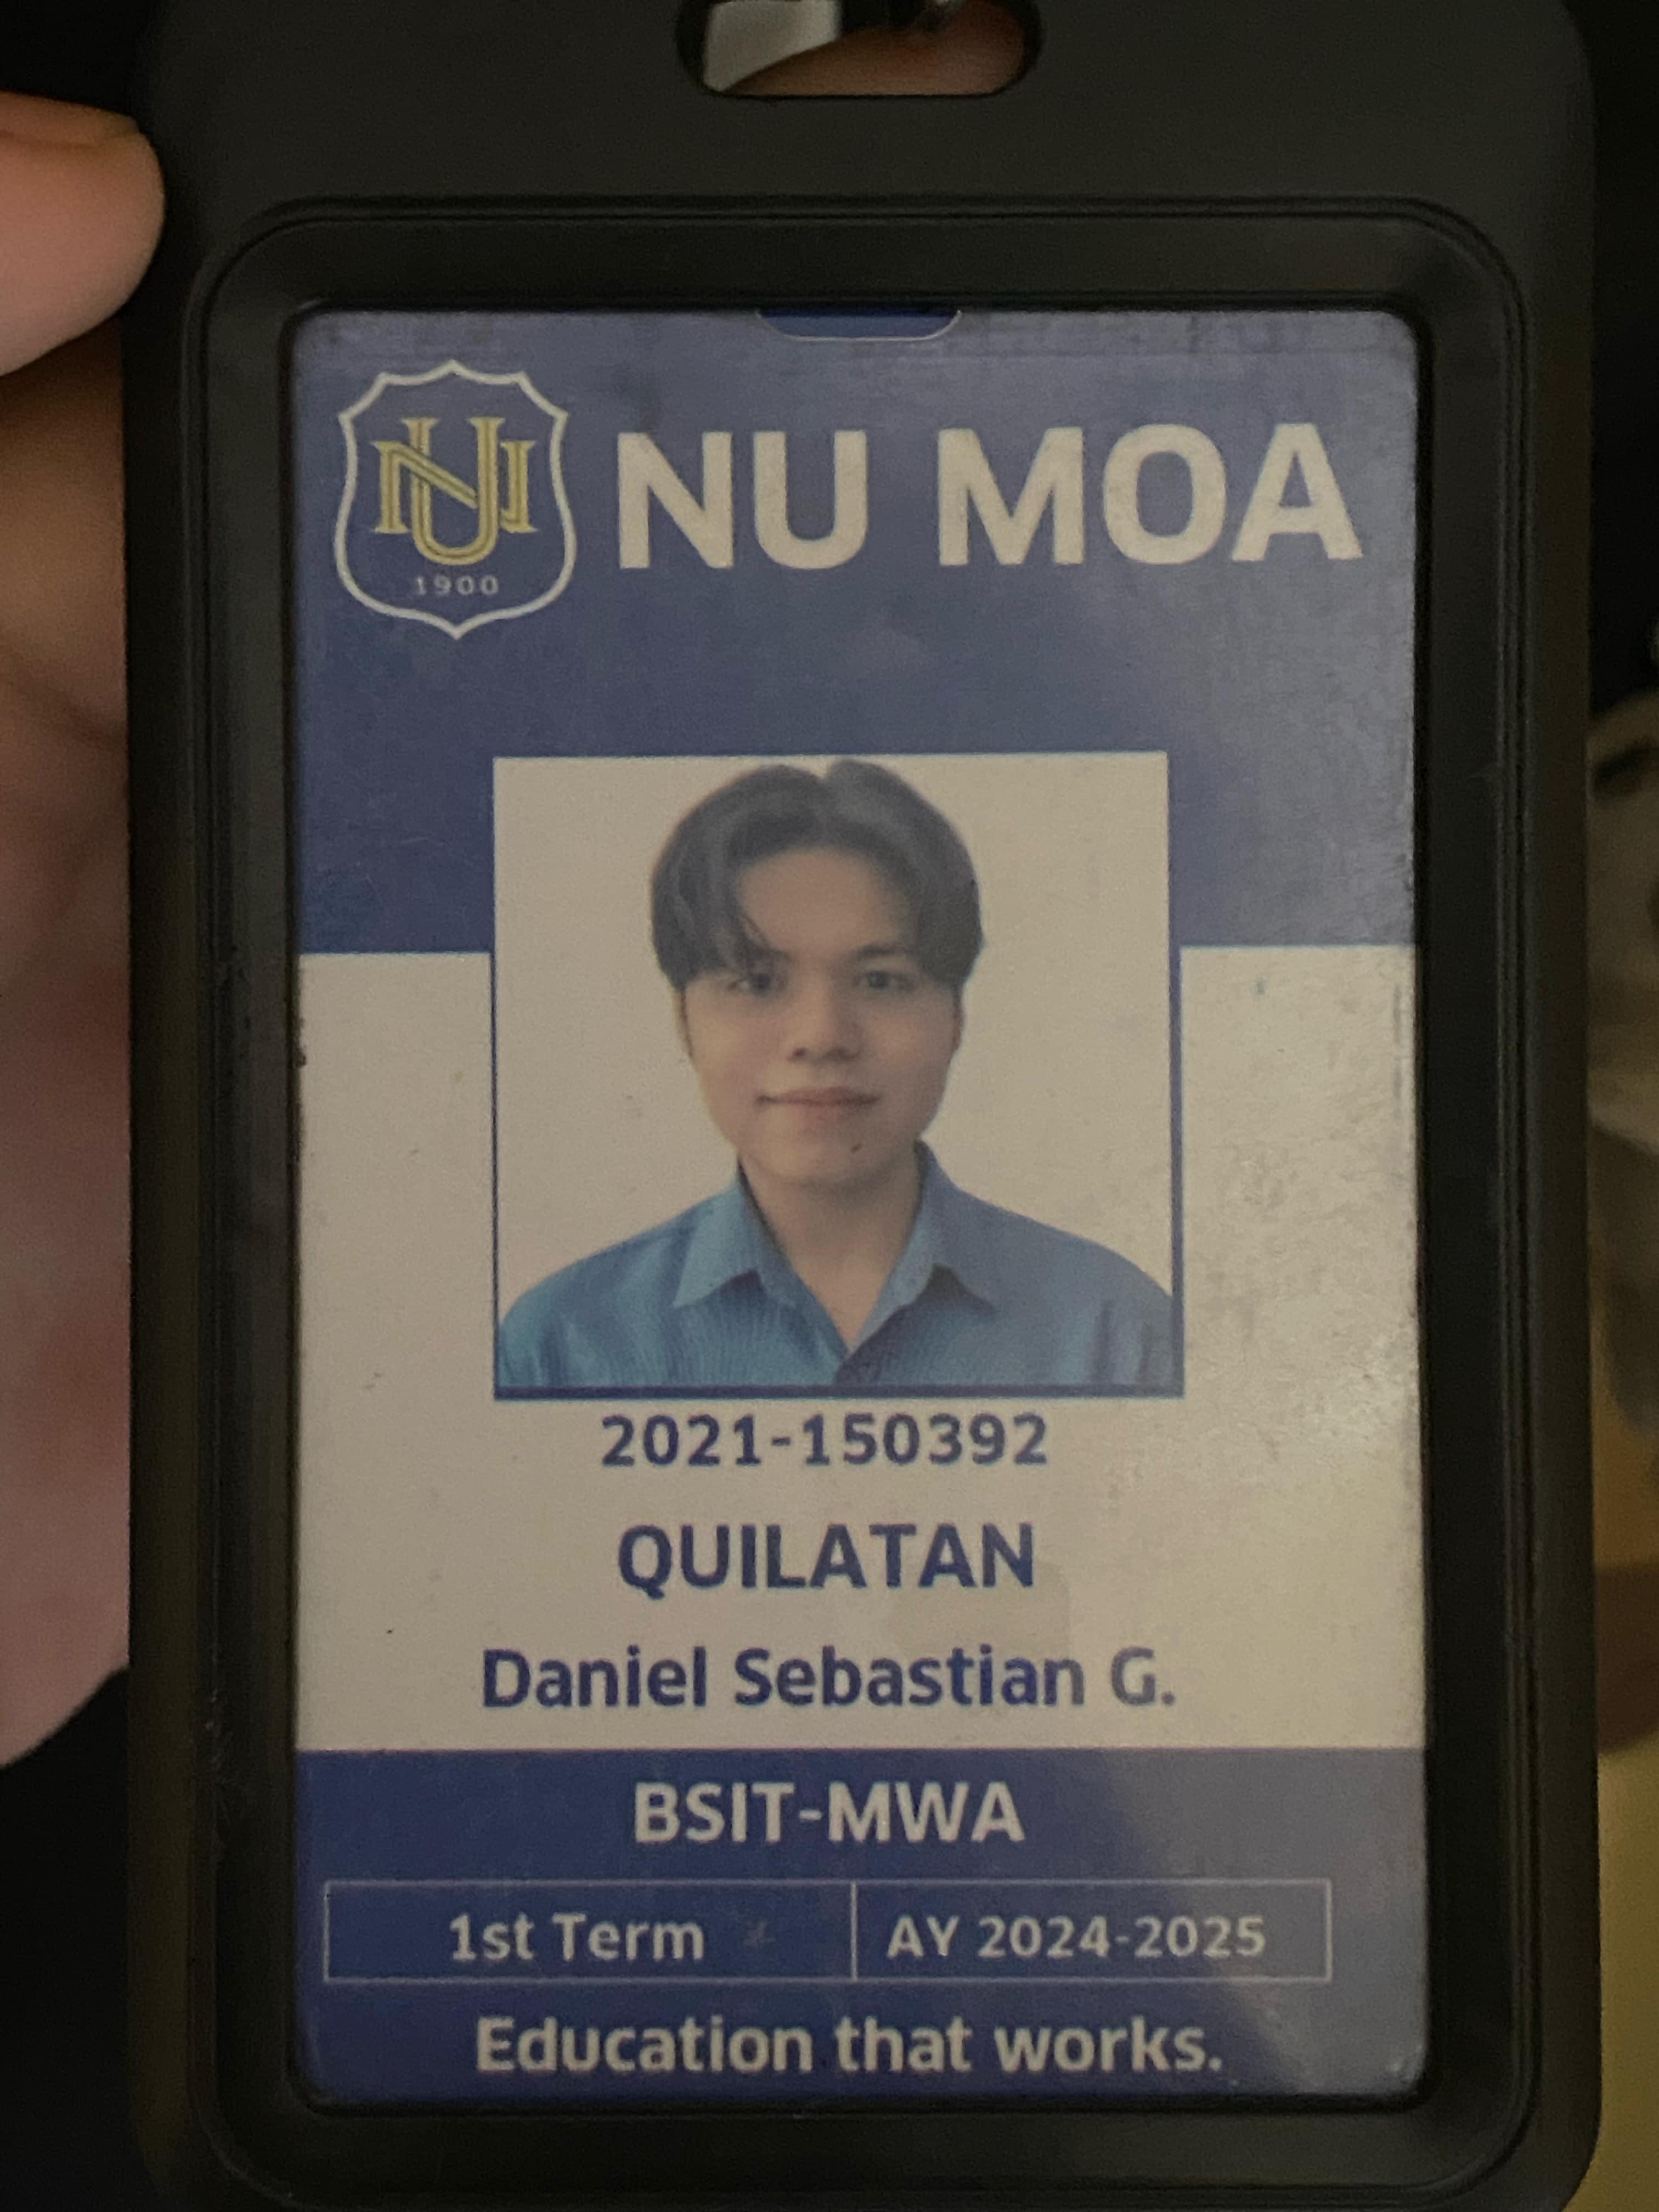 NU
1900
NU MOA
2021-150392
QUILATAN
Daniel Sebastian G.
BSIT-MWA
1st Term
AY 2024-2025
Education that works.